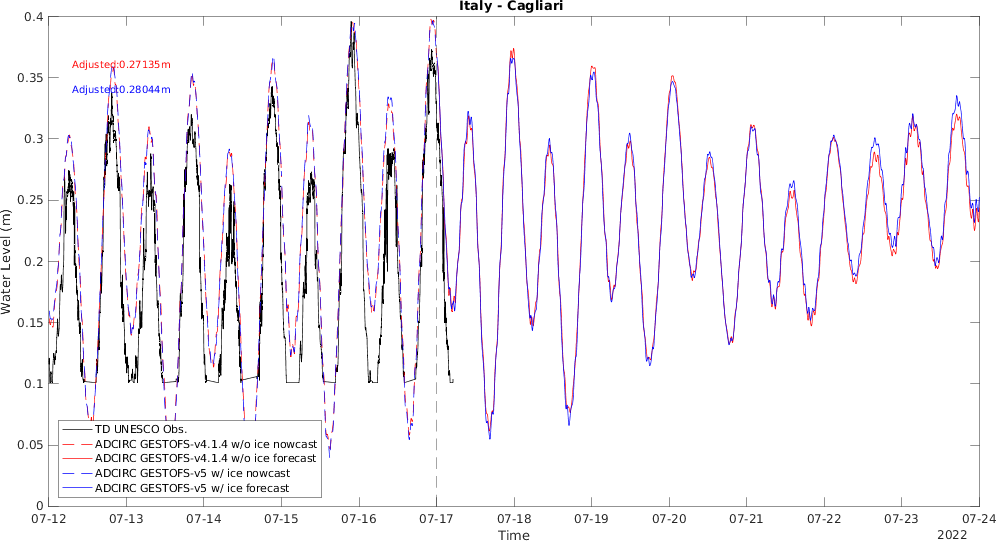 Italy - Cagliari
Water Level (m)
0.4
0.35
0.3
0.25
0.2
0.15
0.1
0.05
0
Adjusted:0.27135m
Adjusted:0.28044m
TD UNESCO Obs.
ADCIRC GESTOFS-v4.1.4 w/o ice nowcast
ADCIRC GESTOFS-v4.1.4 w/o ice forecast
ADCIRC GESTOFS-v5 w/ ice nowcast
ADCIRC GESTOFS-v5 w/ ice forecast
07-12 07-13 07-14 07-15 07-16 07-17 07-18 07-19 07-20 07-21 07-22 07-23 07-24
Time
2022